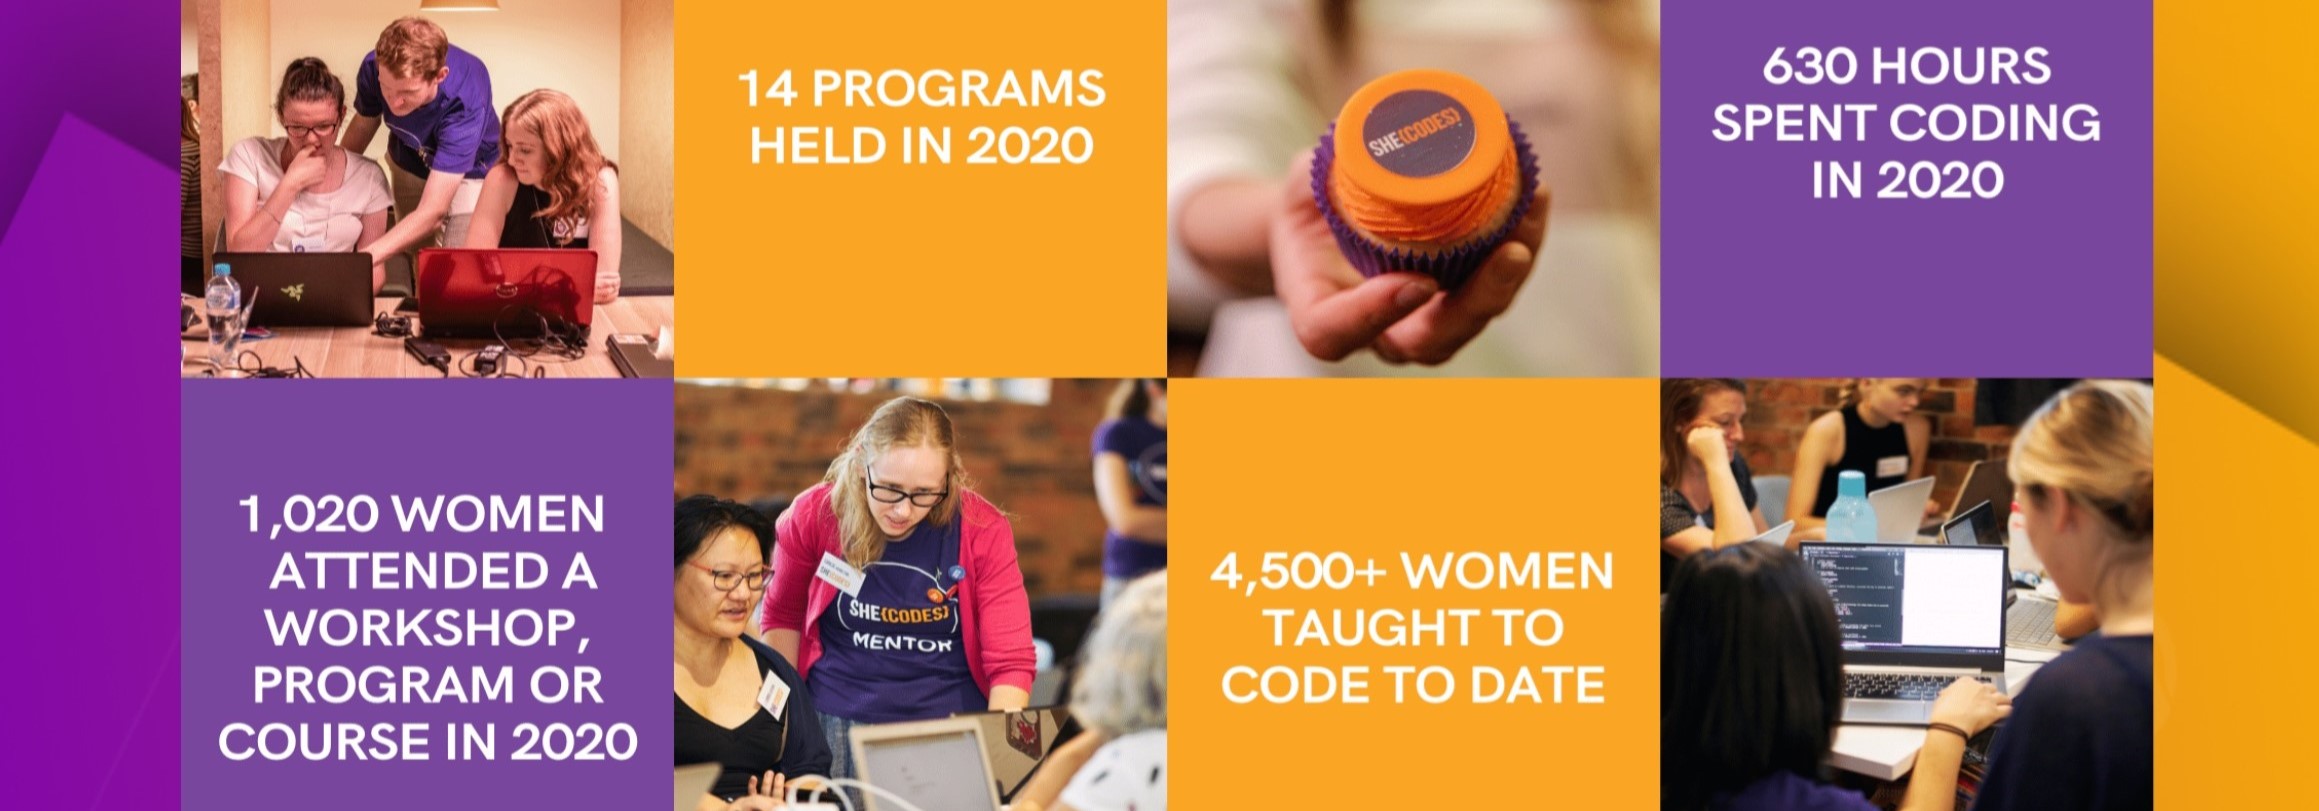 14 PROGRAMS
HELD IN 2020
SHE{CODES}
630 HOURS
SPENT CODING
IN 2020
1,020 WOMEN
ATTENDED A
WORKSHOP,
PROGRAM OR
COURSE IN 2020
SHE{CODES}
MENTOR
4,500+ WOMEN
TAUGHT TO
CODE TO DATE